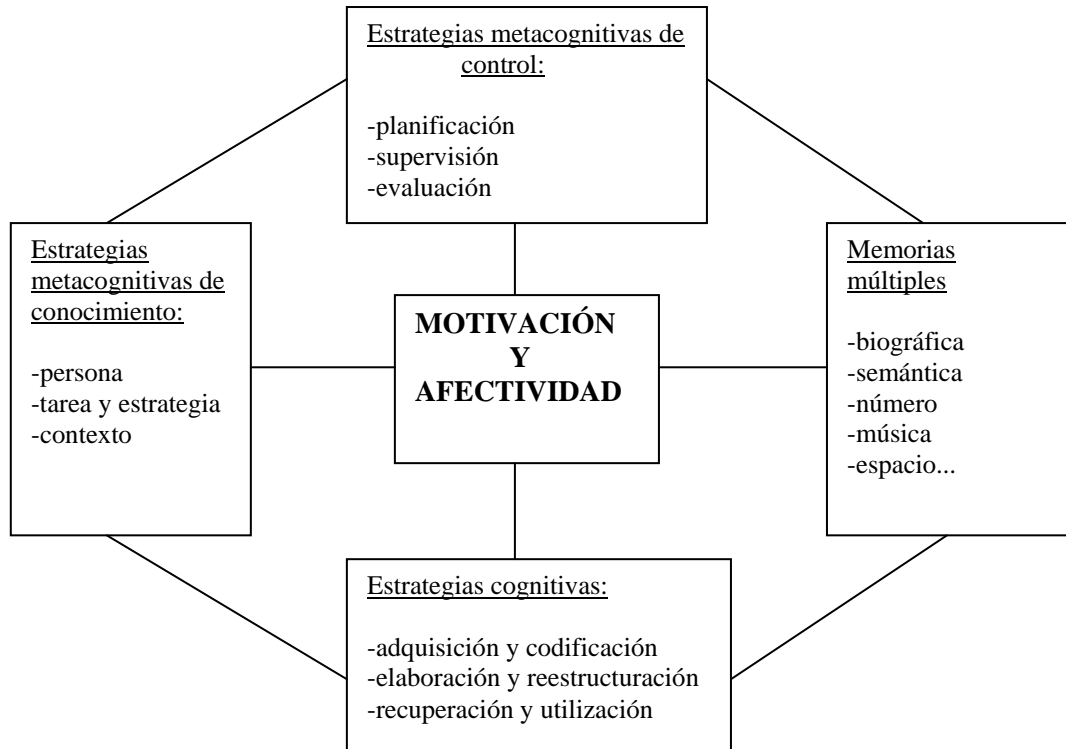 Estrategias metacognitivas de
control:
-planificación
-supervisión
-evaluación
Estrategias
metacognitivas de
conocimiento:
-persona
-tarea y estrategia
-contexto
MOTIVACIÓN
Y
AFECTIVIDAD
Memorias
múltiples
-biográfica
-semántica
-número
-música
-espacio...
Estrategias cognitivas:
-adquisición y codificación
-elaboración y reestructuración
-recuperación y utilización